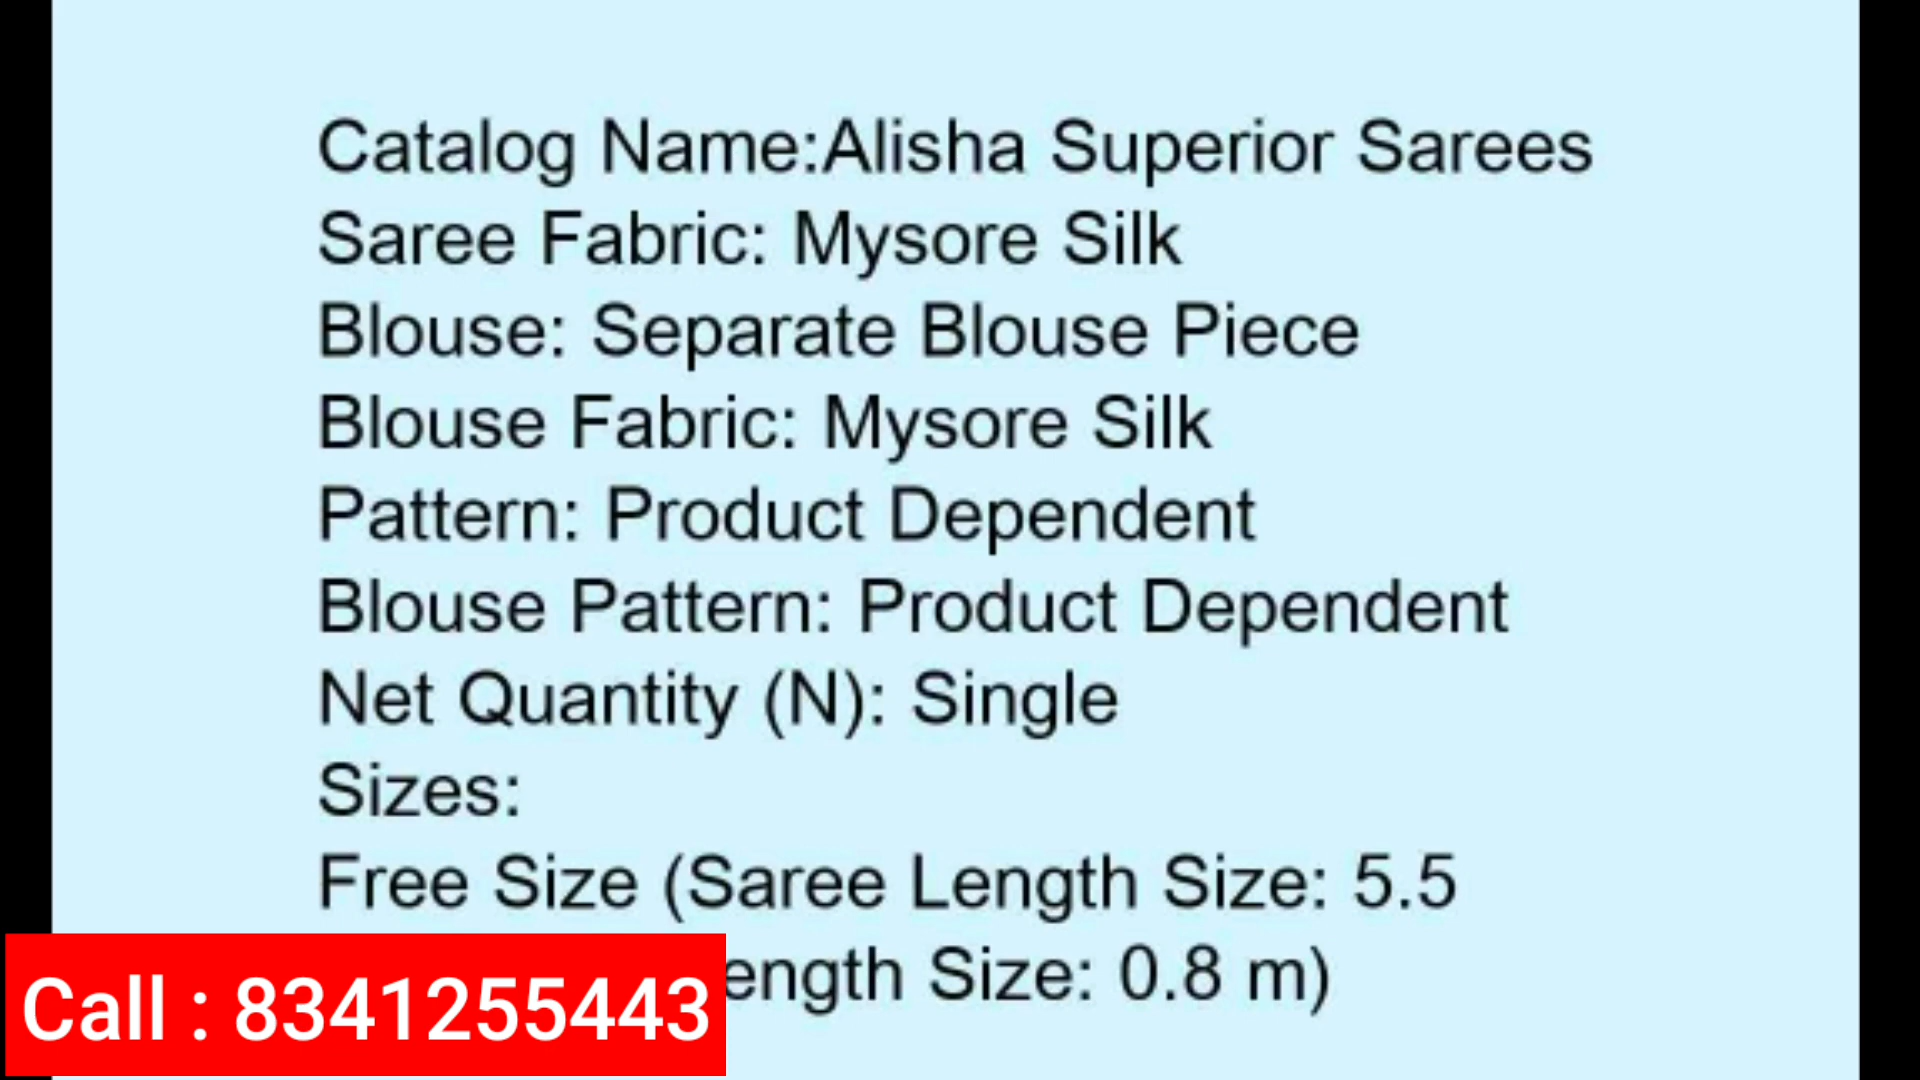 Catalog Name:Alisha Superior Sarees
Saree Fabric: Mysore Silk
Blouse: Separate Blouse Piece
Blouse Fabric: Mysore Silk
Pattern: Product Dependent
Blouse Pattern: Product Dependent
Net Quantity (N): Single
Sizes:
Free Size (Saree Length Size: 5.5
Size: 0.8 m)
Call : 8341255443